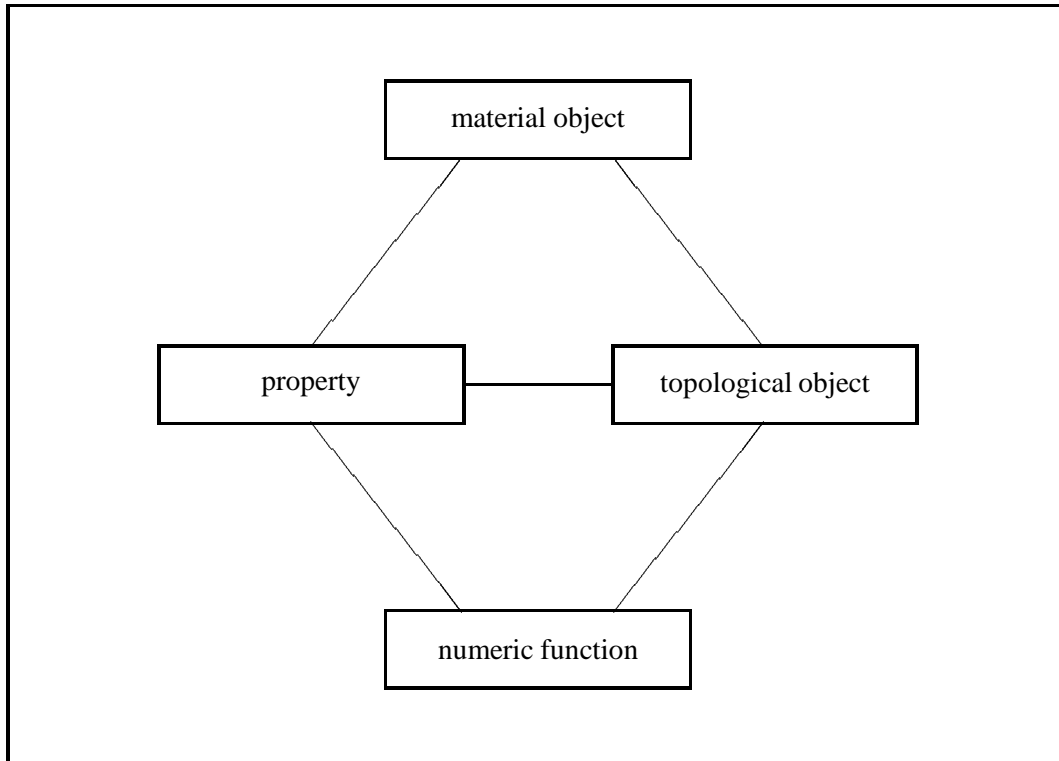 material object
property
topological object
numeric function